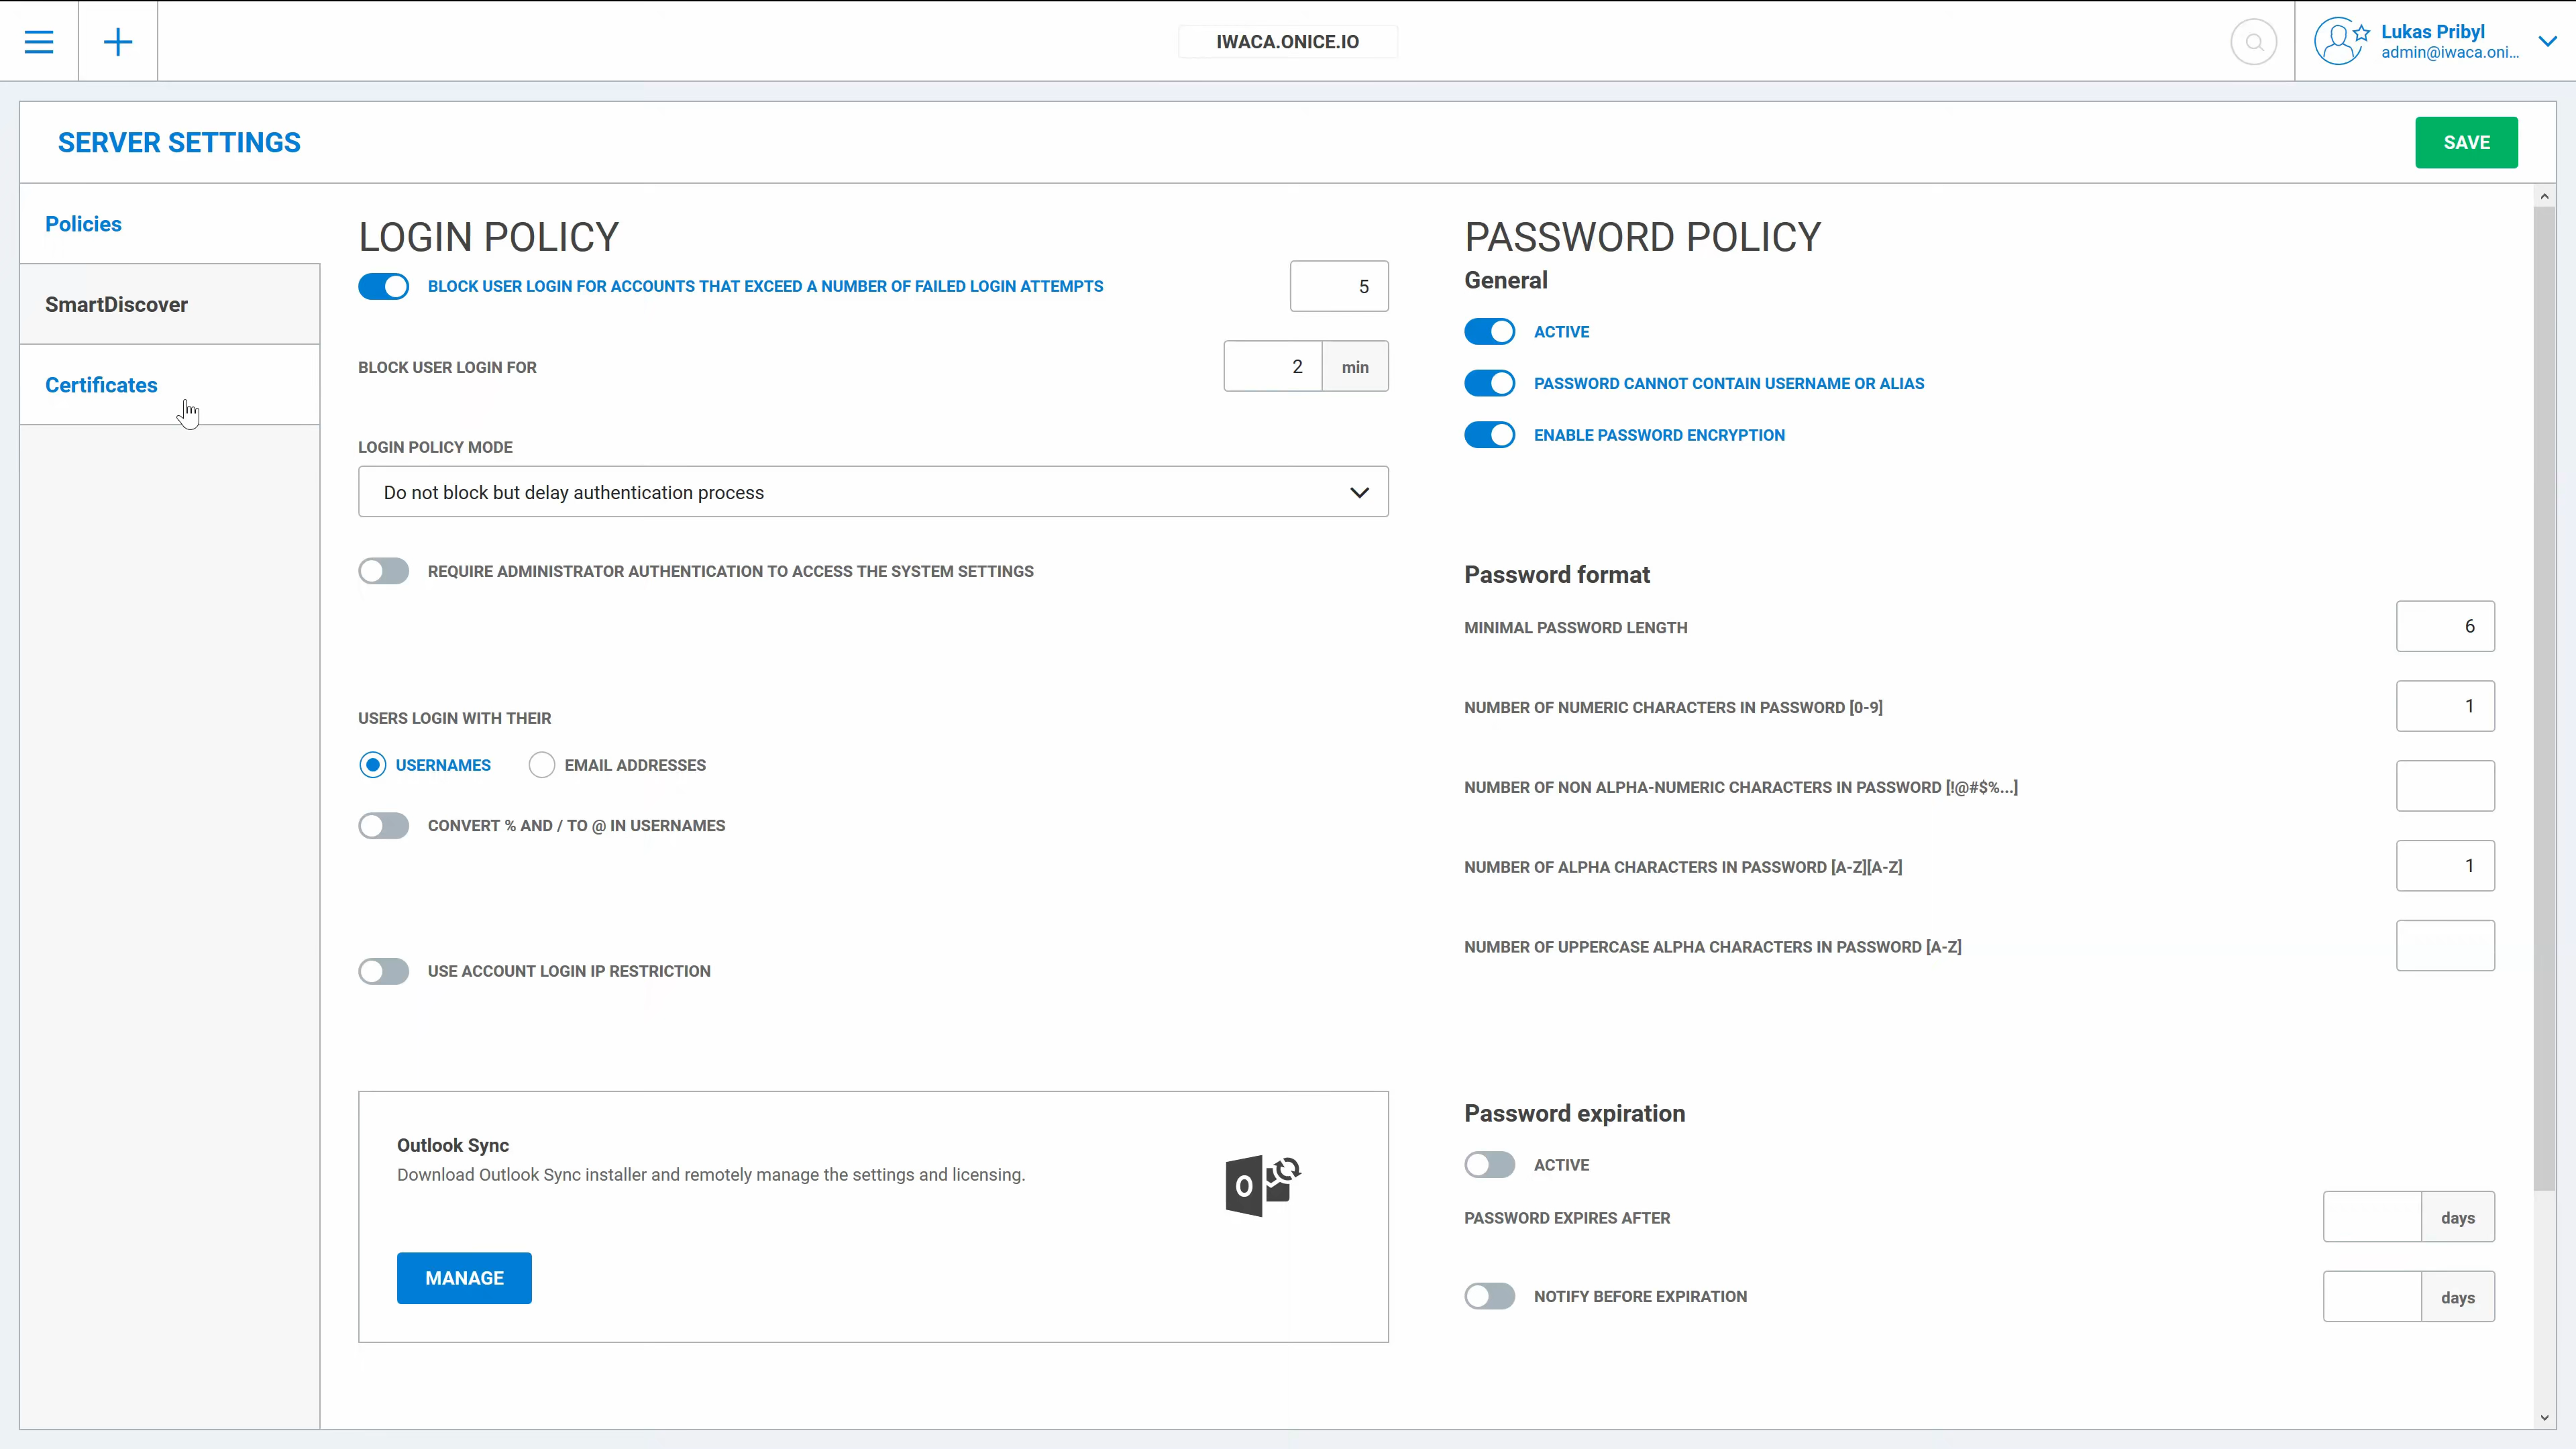 IWACA.ONICE.IO
Lukas Pribyl
admin@iwaca.oni...
SERVER SETTINGS
SAVE
Policies
SmartDiscover
Certificates
LOGIN POLICY
BLOCK USER LOGIN FOR ACCOUNTS THAT EXCEED A NUMBER OF FAILED LOGIN ATTEMPTS
5
BLOCK USER LOGIN FOR
2 min
LOGIN POLICY MODE
Do not block but delay authentication process
REQUIRE ADMINISTRATOR AUTHENTICATION TO ACCESS THE SYSTEM SETTINGS
USERS LOGIN WITH THEIR
USERNAMES EMAIL ADDRESSES
CONVERT % AND / TO @ IN USERNAMES
USE ACCOUNT LOGIN IP RESTRICTION
Outlook Sync
Download Outlook Sync installer and remotely manage the settings and licensing.
MANAGE
PASSWORD POLICY
General
ACTIVE
PASSWORD CANNOT CONTAIN USERNAME OR ALIAS
ENABLE PASSWORD ENCRYPTION
Password format
MINIMAL PASSWORD LENGTH
6
NUMBER OF NUMERIC CHARACTERS IN PASSWORD [0-9]
1
NUMBER OF NON ALPHA-NUMERIC CHARACTERS IN PASSWORD [!@#$%...]
NUMBER OF ALPHA CHARACTERS IN PASSWORD [A-Z][A-Z]
1
NUMBER OF UPPERCASE ALPHA CHARACTERS IN PASSWORD [A-Z]
Password expiration
ACTIVE
PASSWORD EXPIRES AFTER
days
NOTIFY BEFORE EXPIRATION
days